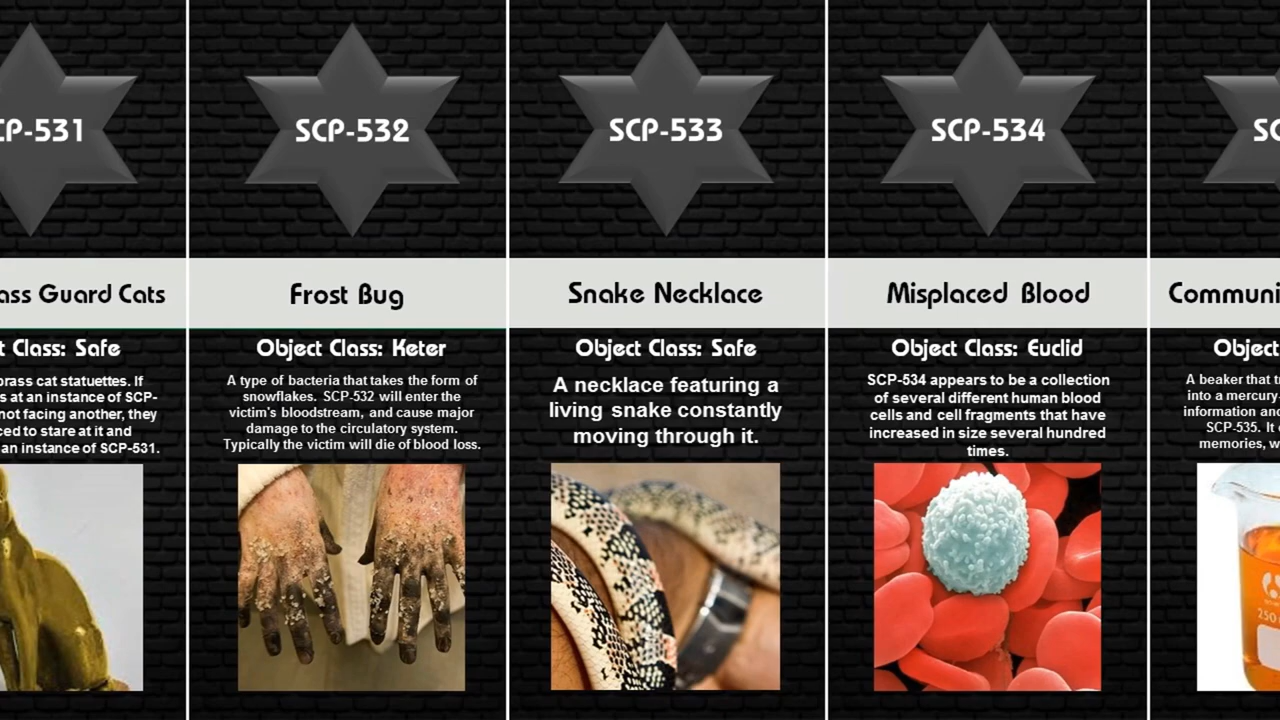 CP-531
ass Guard Cats
t Class: Safe
brass cat statuettes. If
s at an instance of SCP-
not facing another, they
ced to stare at it and
an instance of SCP-531.
SCP-532
Frost Bug
Object Class: Keter
A type of bacteria that takes the form of
snowflakes. SCP-532 will enter the
victim's bloodstream, and cause major
damage to the circulatory system.
Typically the victim will die of blood loss.
SCP-533
Snake Necklace
Object Class: Safe
A necklace featuring a
living snake constantly
moving through it.
SCP-534
Misplaced Blood
Object Class: Euclid
SCP-534 appears to be a collection
of several different human blood
cells and cell fragments that have
increased in size several hundred
times.
SC
Communi
Object
A beaker that t
into a mercury-
information an
SCP-535. It
memories, w
250